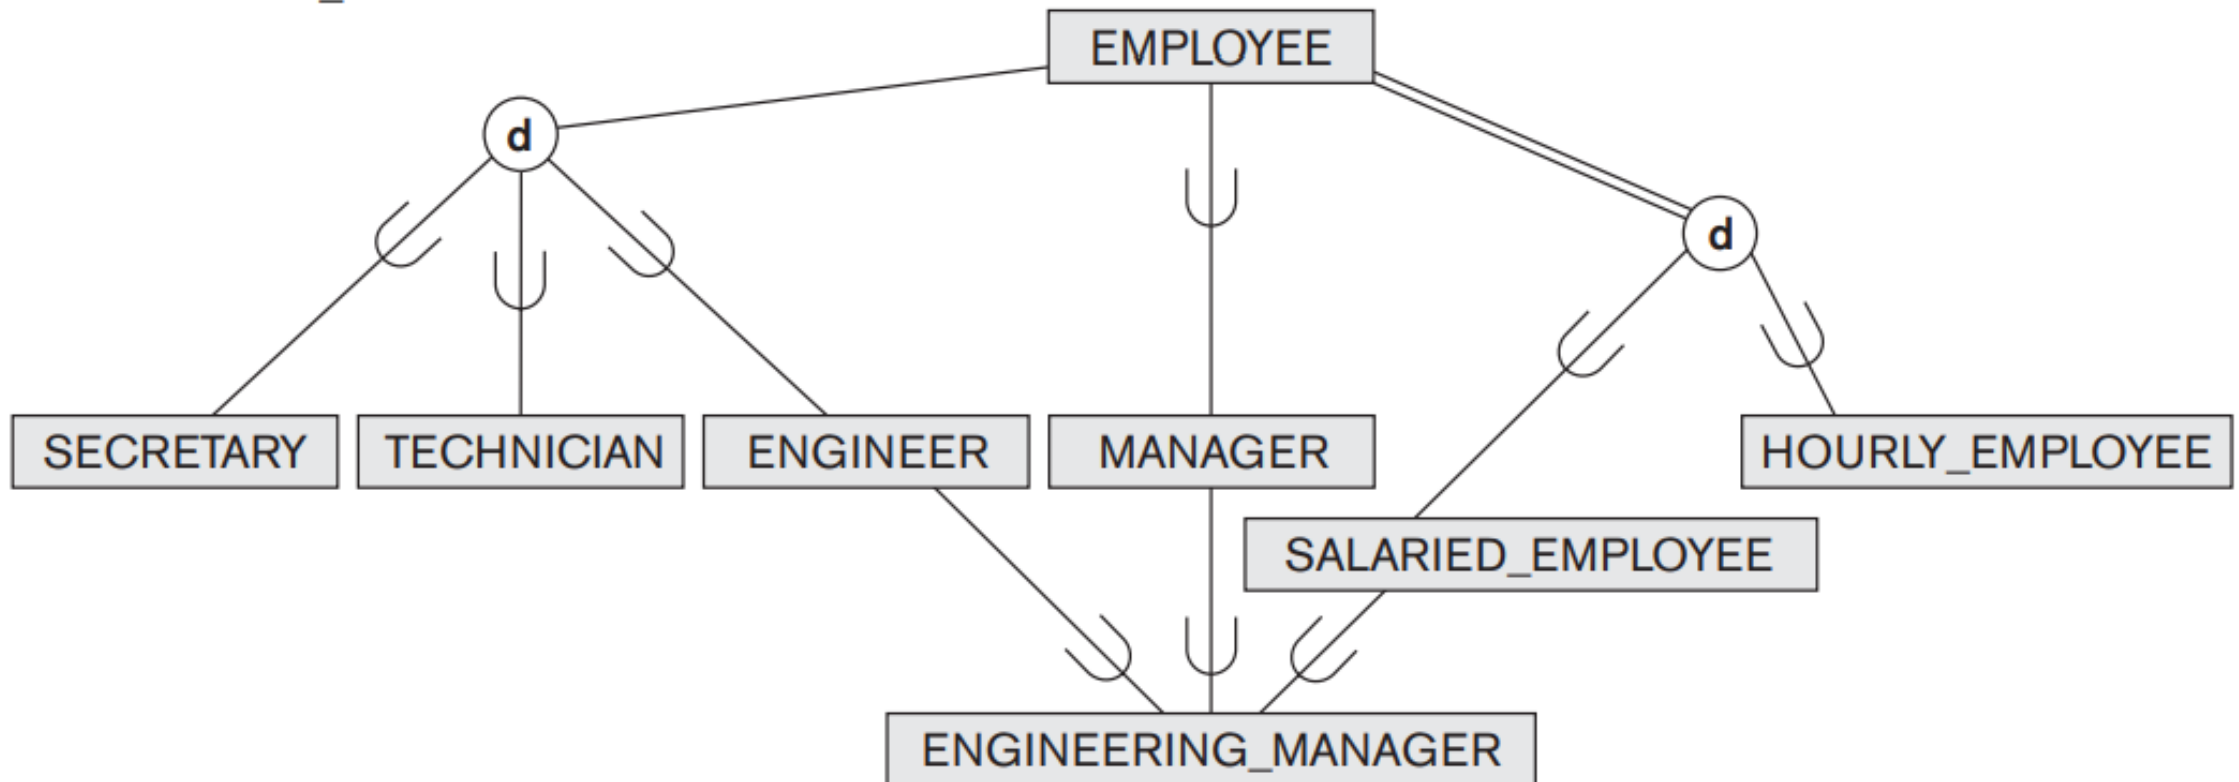 EMPLOYEE
d
d
SECRETARY
TECHNICIAN
ENGINEER
MANAGER
HOURLY_EMPLOYEE
SALARIED_EMPLOYEE
ENGINEERING_MANAGER